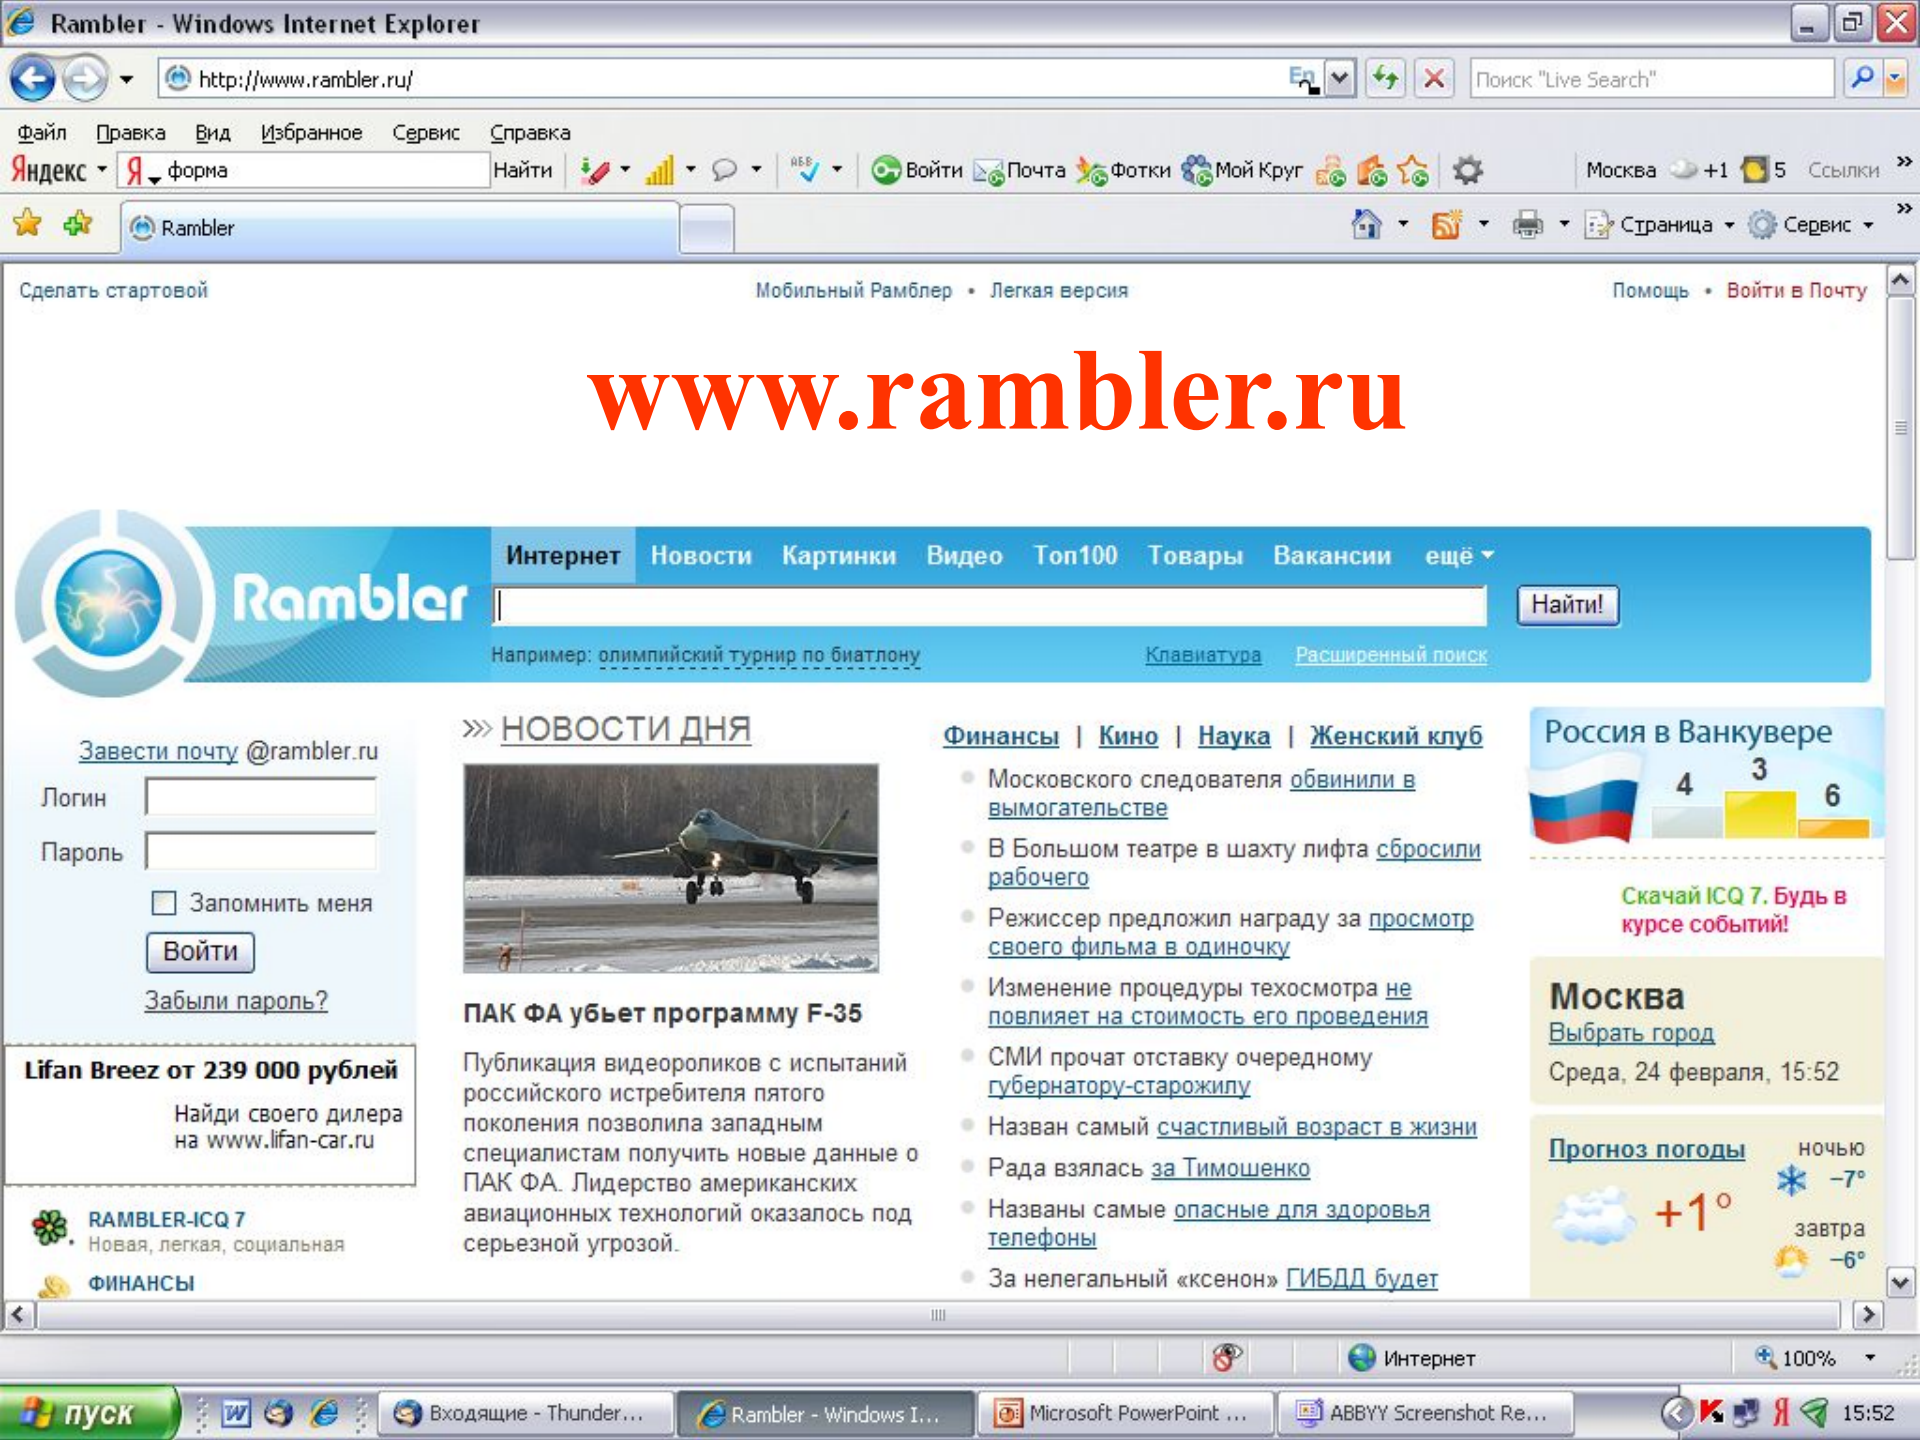 Rambler - Windows Internet Explorer
http://www.rambler.ru/
En
Поиск "Live Search"
Файл Правка Вид Избранное Сервис Справка
Яндекс Я форма Найти АБВ Войти Почта Фотки Мой Круг Москва +1 5 Ссылки »
Rambler Страница Сервис »
Сделать стартовой Мобильный Рамблер • Легкая версия Помощь • Войти в Почту
www.rambler.ru
Интернет Новости Картинки Видео Топ100 Товары Вакансии ещё
Rambler
Найти!
Например: олимпийский турнир по биатлону Клавиатура Расширенный поиск
Завести почту @rambler.ru
Логин
Пароль
Запомнить меня
Войти
Забыли пароль?
Lifan Breez от 239 000 рублей
Найди своего дилера
на www.lifan-car.ru
RAMBLER-ICQ 7
Новая, легкая, социальная
ФИНАНСЫ
»» НОВОСТИ ДНЯ
ПАК ФА убьет программу F-35
Публикация видеороликов с испытаний
российского истребителя пятого
поколения позволила западным
специалистам получить новые данные о
ПАК ФА. Лидерство американских
авиационных технологий оказалось под
серьезной угрозой.
Финансы | Кино | Наука | Женский клуб
Московского следователя обвинили в
вымогательстве
В Большом театре в шахту лифта сбросили
рабочего
Режиссер предложил награду за просмотр
своего фильма в одиночку
Изменение процедуры техосмотра не
повлияет на стоимость его проведения
СМИ прочат отставку очередному
губернатору-старожилу
Назван самый счастливый возраст в жизни
Рада взялась за Тимошенко
Названы самые опасные для здоровья
телефоны
За нелегальный «ксенон» ГИБДД будет
Россия в Ванкувере
4 3 6
Скачай ICQ 7. Будь в
курсе событий!
Москва
Выбрать город
Среда, 24 февраля, 15:52
Прогноз погоды
+1°
ночью
−7°
завтра
−6°
Интернет 100%
пуск Входящие - Thunder... Rambler - Windows I... Microsoft PowerPoint ... ABBYY Screenshot Re... 15:52